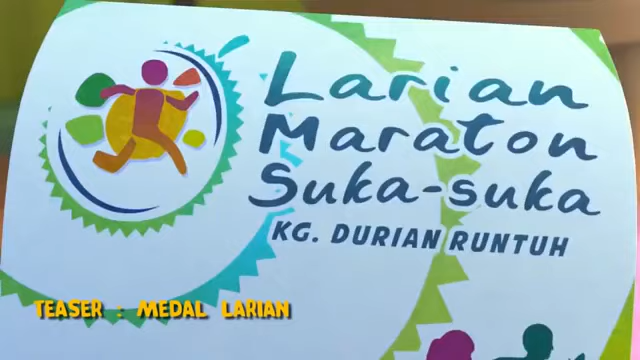 Larian
Maraton
Suka-suka
KG. DURIAN RUNTUH
TEASER : MEDAL LARIAN